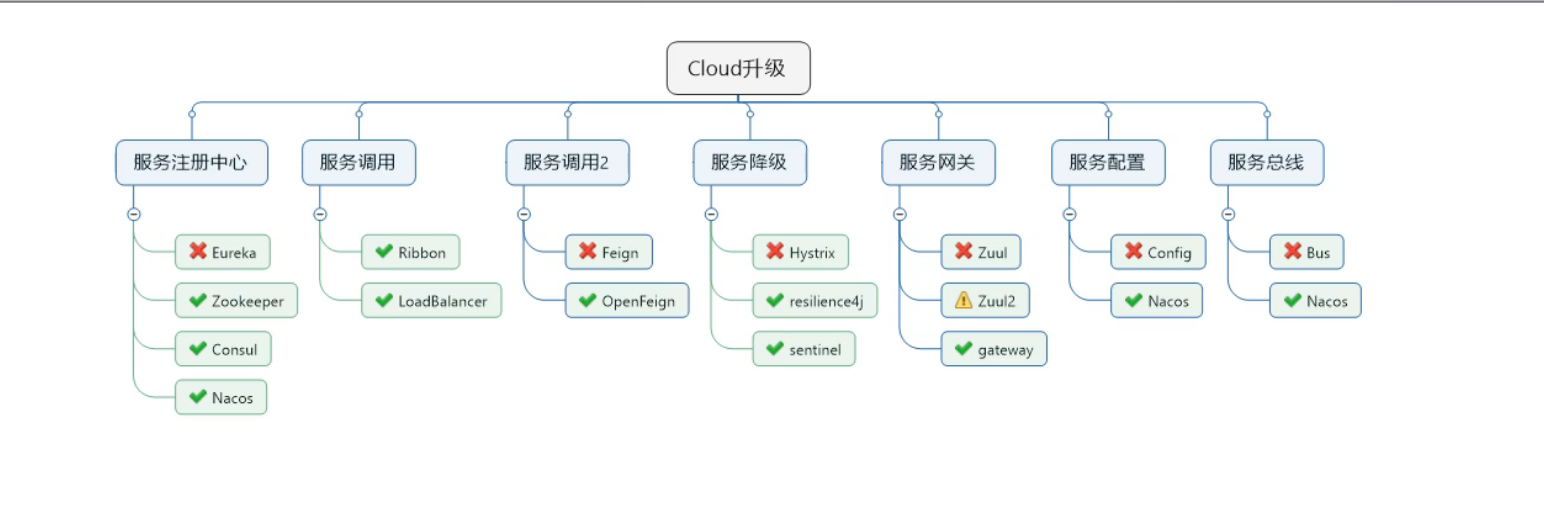 Cloud升级
服务注册中心
Eureka
Zookeeper
Consul
Nacos
服务调用
Ribbon
LoadBalancer
服务调用2
Feign
OpenFeign
服务降级
Hystrix
resilience4j
sentinel
服务网关
Zuul
Zuul2
gateway
服务配置
Config
Nacos
服务总线
Bus
Nacos